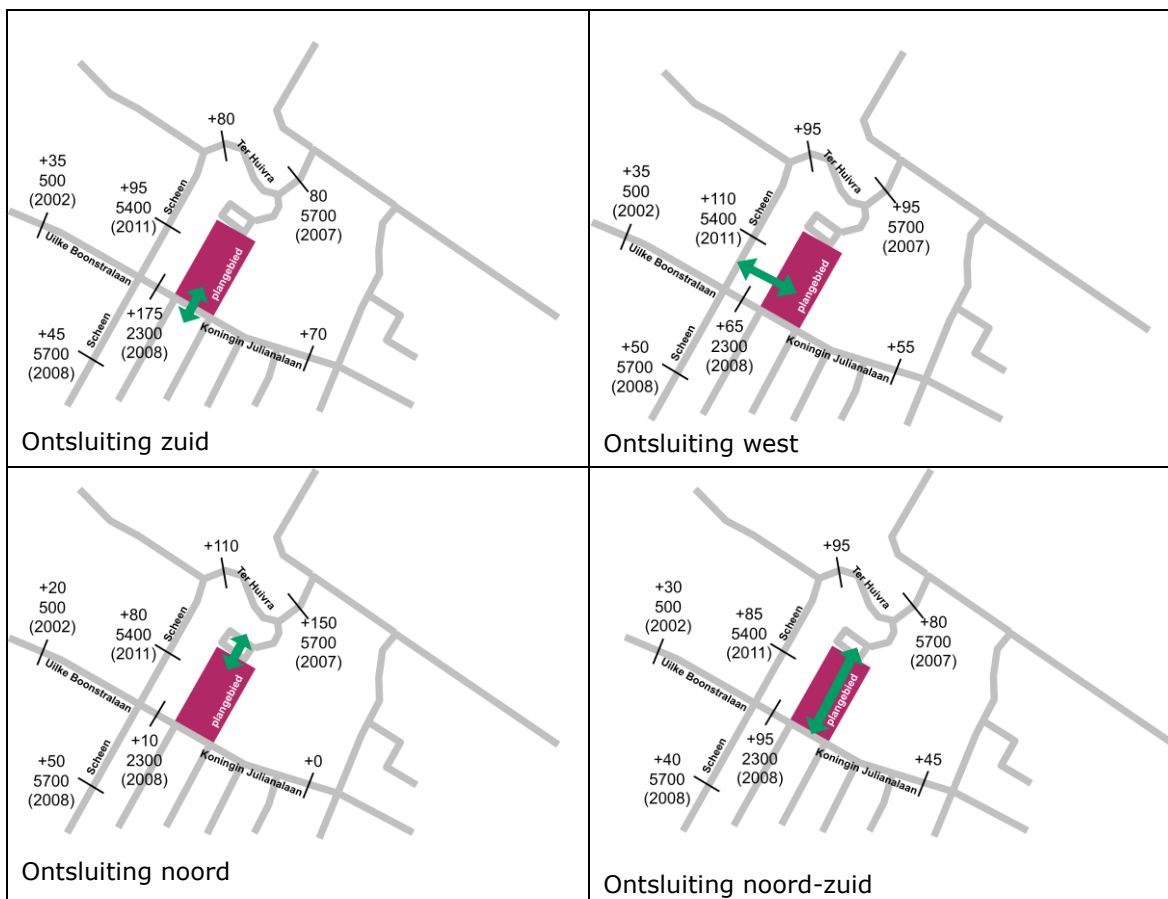 +80
Ter Huivra
+35
500
(2002)
+95
5400
(2011)
Scheen
80
5700
(2007)
Uilke Boonstralaan
plangebied
+45
5700
(2008)
Scheen
+175
2300
(2008)
Koningin Julianalaan
+70
Ontsluiting zuid
+95
Ter Huivra
+35
500
(2002)
+110
5400
(2011)
Scheen
+95
5700
(2007)
Uilke Boonstralaan
plangebied
+50
5700
(2008)
Scheen
+65
2300
(2008)
Koningin Julianalaan
+55
Ontsluiting west
+110
Ter Huivra
+20
500
(2002)
+80
5400
(2011)
Scheen
+150
5700
(2007)
Uilke Boonstralaan
plangebied
+50
5700
(2008)
Scheen
+10
2300
(2008)
Koningin Julianalaan
+0
Ontsluiting noord
+95
Ter Huivra
+30
500
(2002)
+85
5400
(2011)
Scheen
+80
5700
(2007)
Uilke Boonstralaan
plangebied
+40
5700
(2008)
Scheen
+95
2300
(2008)
Koningin Julianalaan
+45
Ontsluiting noord-zuid